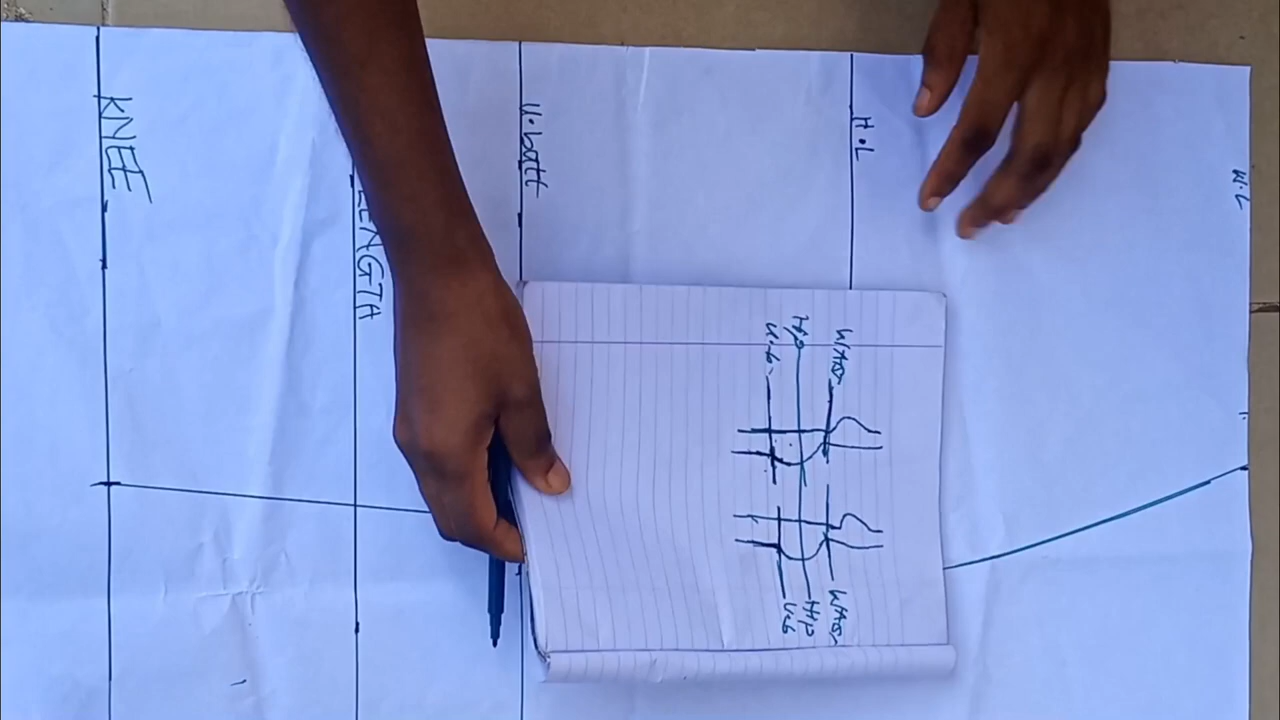 KNEE
LENGTH
U.bott
H.L
W.L
WAIST
Hip
U.b
WAIST
Hip
U.b